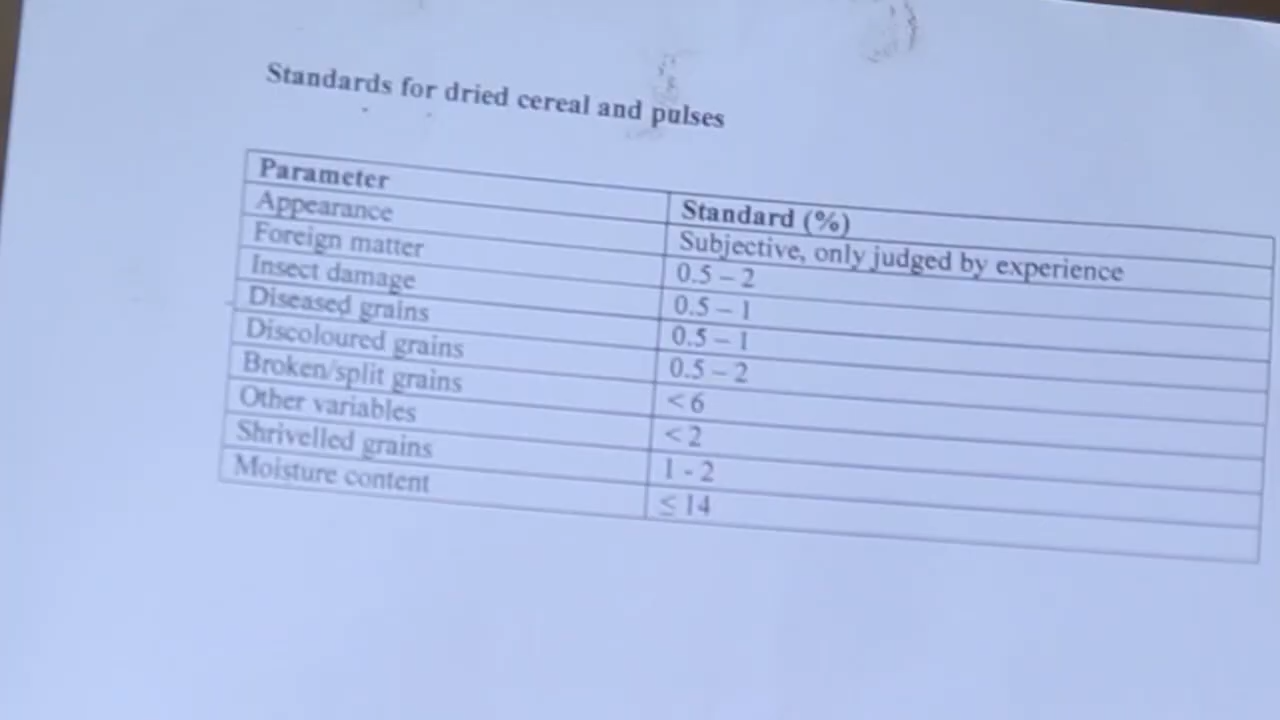 Standards for dried cereal and pulses
Parameter Standard (%)
Appearance Subjective, only judged by experience
Foreign matter 0.5 – 2
Insect damage 0.5 – 1
Diseased grains 0.5 – 1
Discoloured grains 0.5 – 2
Broken/split grains < 6
Other variables < 2
Shrivelled grains 1 - 2
Moisture content ≤ 14